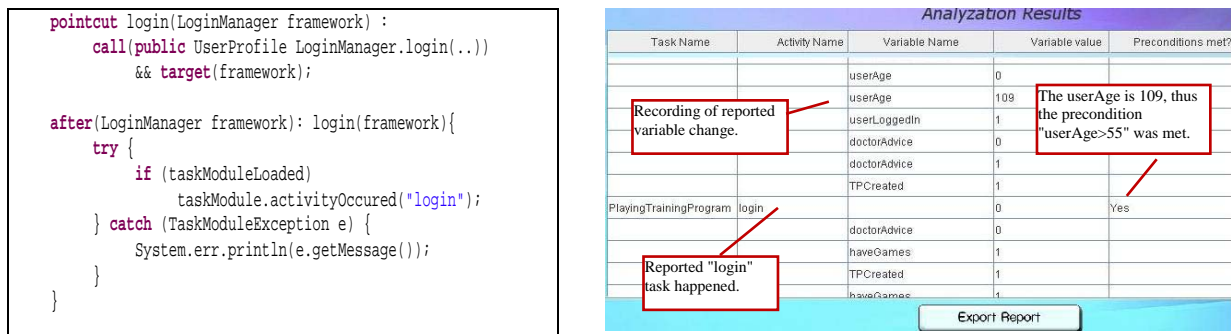 pointcut login(LoginManager framework) :
call(public UserProfile LoginManager.login(..))
&& target(framework);
after(LoginManager framework): login(framework){
try {
if (taskModuleLoaded)
taskModule.activityOccured("login");
} catch (TaskModuleException e) {
System.err.println(e.getMessage());
}
}
Analyzation Results
Task Name Activity Name Variable Name Variable value Preconditions met?
userAge 0
userAge 109
userLoggedIn 1
doctorAdvice 0
doctorAdvice 1
TPCreated 1
PlayingTrainingProgram login 0 Yes
doctorAdvice 0
haveGames 1
TPCreated 1
haveGames 1
Recording of reported
variable change.
The userAge is 109, thus
the precondition
"userAge>55" was met.
Reported "login"
task happened.
Export Report